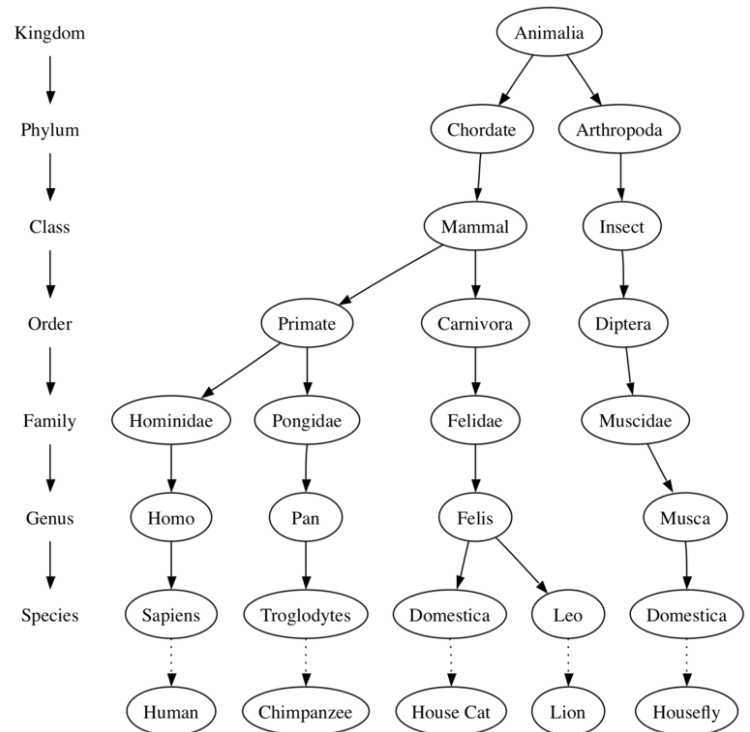 Kingdom Animalia
Phylum Chordate Arthropoda
Class Mammal Insect
Order Primate Carnivora Diptera
Family Hominidae Pongidae Felidae Muscidae
Genus Homo Pan Felis Musca
Species Sapiens Troglodytes Domestica Leo Domestica
Human Chimpanzee House Cat Lion Housefly